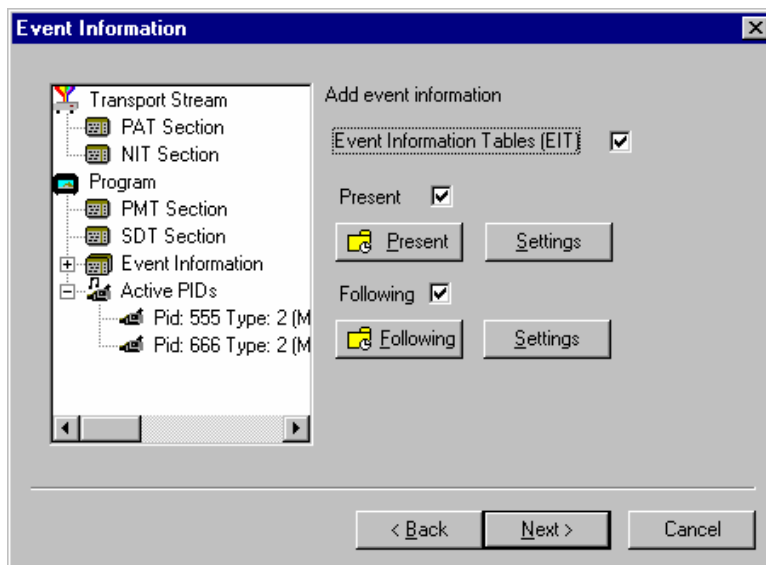 Event Information
Transport Stream
PAT Section
NIT Section
Program
PMT Section
SDT Section
Event Information
Active PIDs
Pid: 555 Type: 2 (M
Pid: 666 Type: 2 (M
Add event information
Event Information Tables (EIT)
Present
Present Settings
Following
Following Settings
< Back Next > Cancel